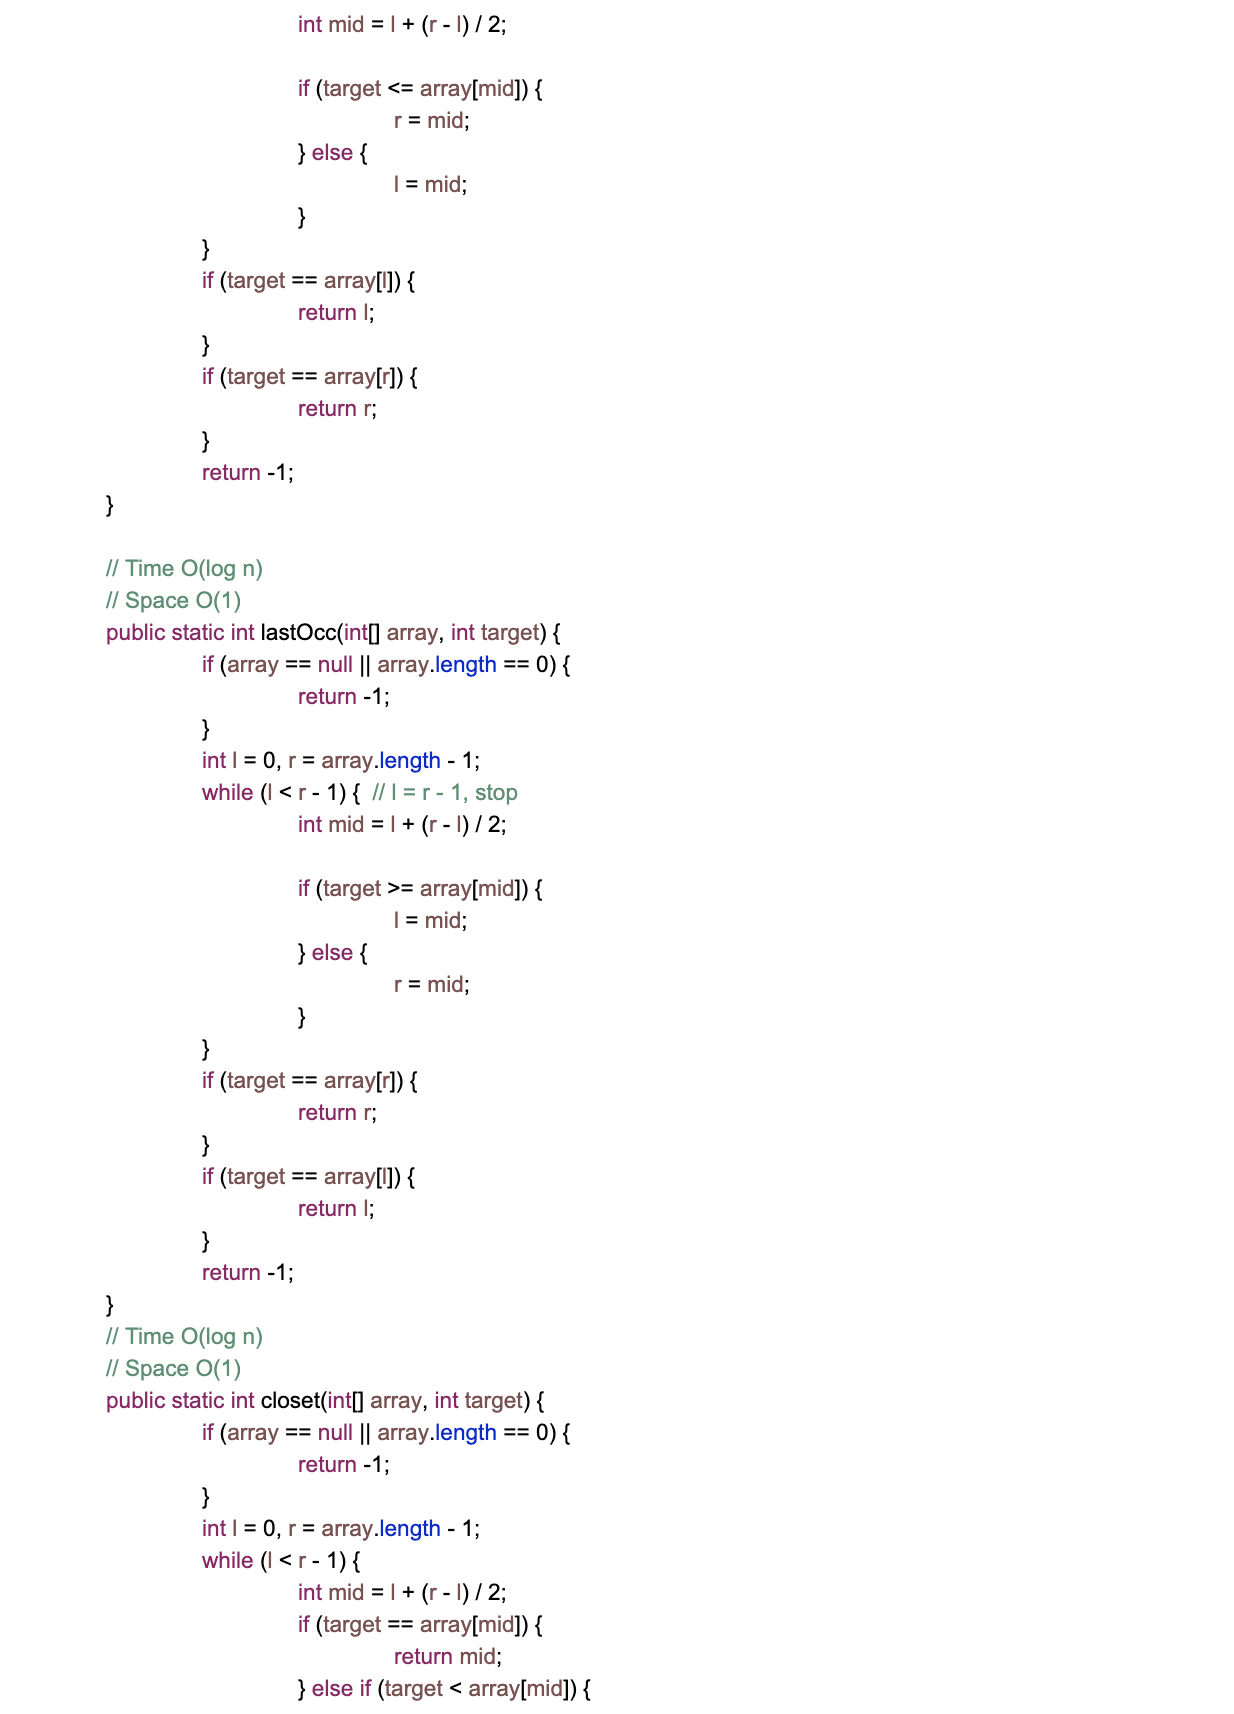 int mid = l + (r - l) / 2;
if (target <= array[mid]) {
r = mid;
} else {
l = mid;
}
}
if (target == array[l]) {
return l;
}
if (target == array[r]) {
return r;
}
return -1;
}
// Time O(log n)
// Space O(1)
public static int lastOcc(int[] array, int target) {
if (array == null || array.length == 0) {
return -1;
}
int l = 0, r = array.length - 1;
while (l < r - 1) { // l = r - 1, stop
int mid = l + (r - l) / 2;
if (target >= array[mid]) {
l = mid;
} else {
r = mid;
}
}
if (target == array[r]) {
return r;
}
if (target == array[l]) {
return l;
}
return -1;
}
// Time O(log n)
// Space O(1)
public static int closet(int[] array, int target) {
if (array == null || array.length == 0) {
return -1;
}
int l = 0, r = array.length - 1;
while (l < r - 1) {
int mid = l + (r - l) / 2;
if (target == array[mid]) {
return mid;
} else if (target < array[mid]) {